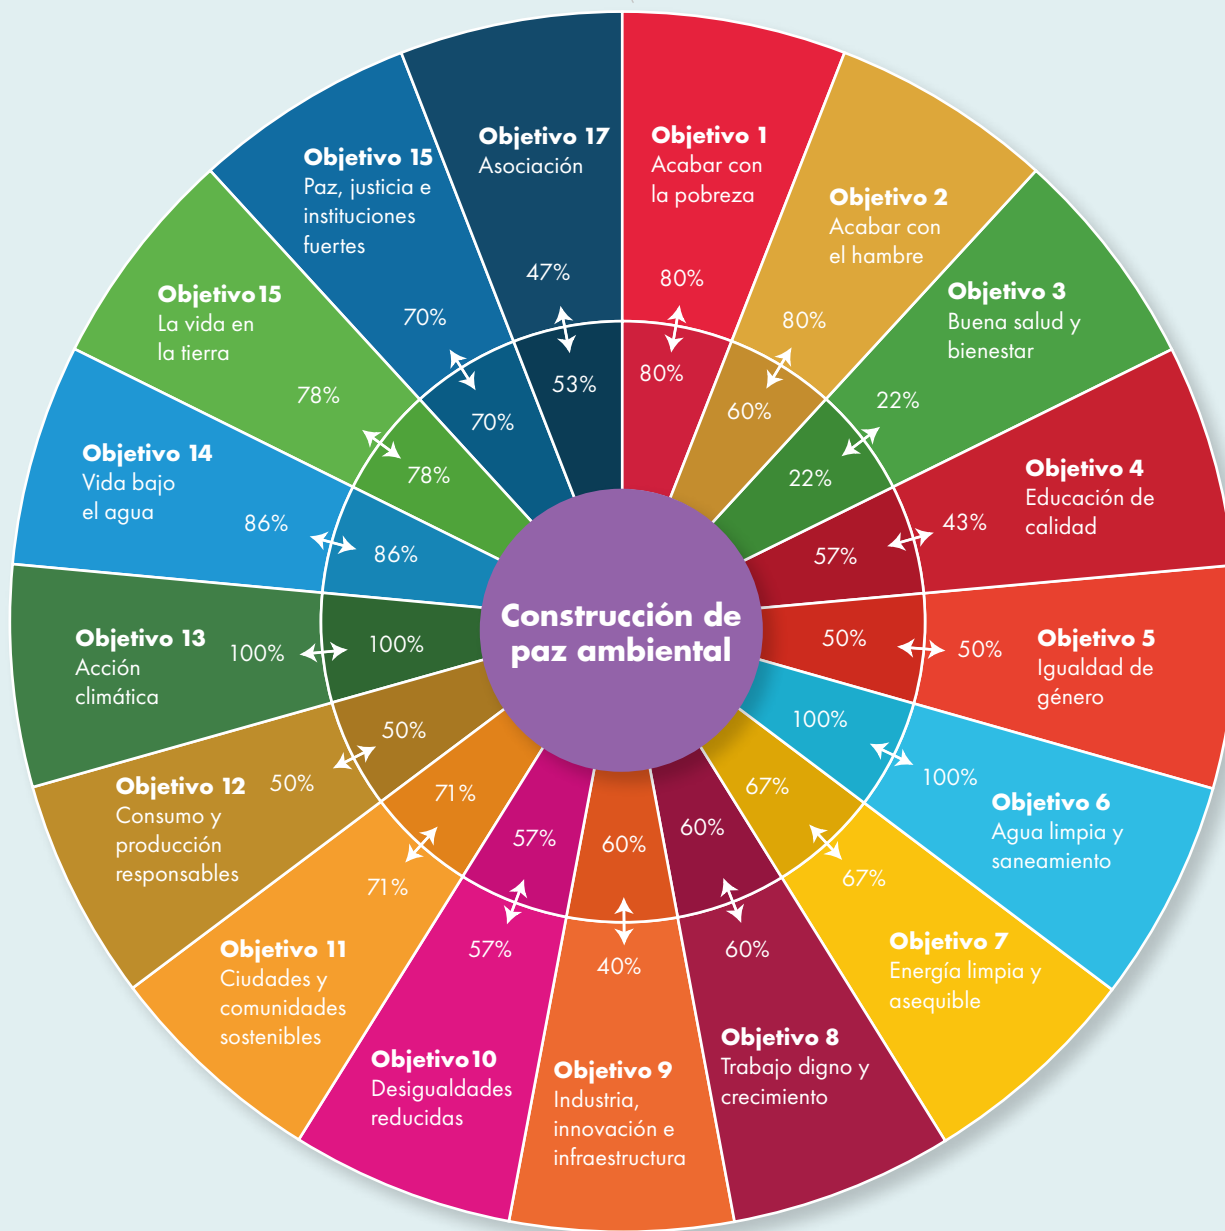 Objetivo 1
Acabar con
la pobreza
80%
80%
Objetivo 2
Acabar con
el hambre
80%
60%
Objetivo 3
Buena salud y
bienestar
22%
22%
Objetivo 4
Educación de
calidad
43%
57%
Objetivo 5
Igualdad de
género
50%
50%
Objetivo 6
Agua limpia y
saneamiento
100%
100%
Objetivo 7
Energía limpia y
asequible
67%
67%
Objetivo 8
Trabajo digno y
crecimiento
60%
60%
Objetivo 9
Industria,
innovación e
infraestructura
40%
60%
Objetivo10
Desigualdades
reducidas
57%
57%
Objetivo 11
Ciudades y
comunidades
sostenibles
71%
71%
Objetivo 12
Consumo y
producción
responsables
50%
50%
Objetivo 13
Acción
climática
100%
100%
Objetivo 14
Vida bajo
el agua
86%
86%
Objetivo15
La vida en
la tierra
78%
78%
Objetivo 15
Paz, justicia e
instituciones
fuertes
70%
70%
Objetivo 17
Asociación
47%
53%
Construcción de
paz ambiental